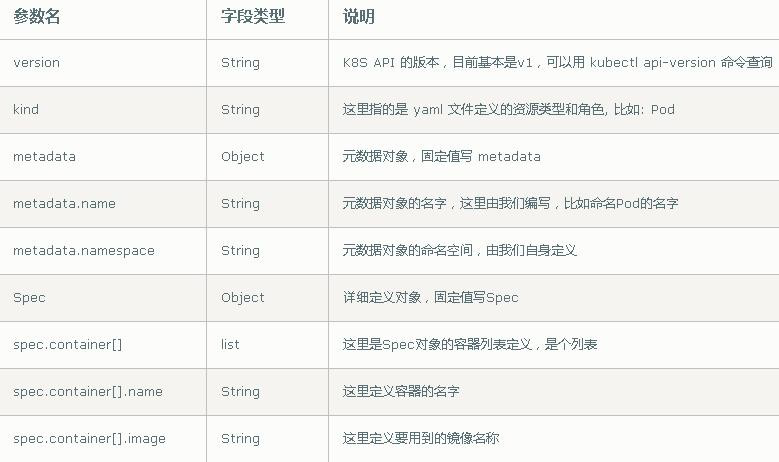 参数名 字段类型 说明
version String K8S API 的版本，目前基本是v1，可以用 kubectl api-version 命令查询
kind String 这里指的是 yaml 文件定义的资源类型和角色, 比如: Pod
metadata Object 元数据对象，固定值写 metadata
metadata.name String 元数据对象的名字，这里由我们编写，比如命名Pod的名字
metadata.namespace String 元数据对象的命名空间，由我们自身定义
Spec Object 详细定义对象，固定值写Spec
spec.container[] list 这里是Spec对象的容器列表定义，是个列表
spec.container[].name String 这里定义容器的名字
spec.container[].image String 这里定义要用到的镜像名称